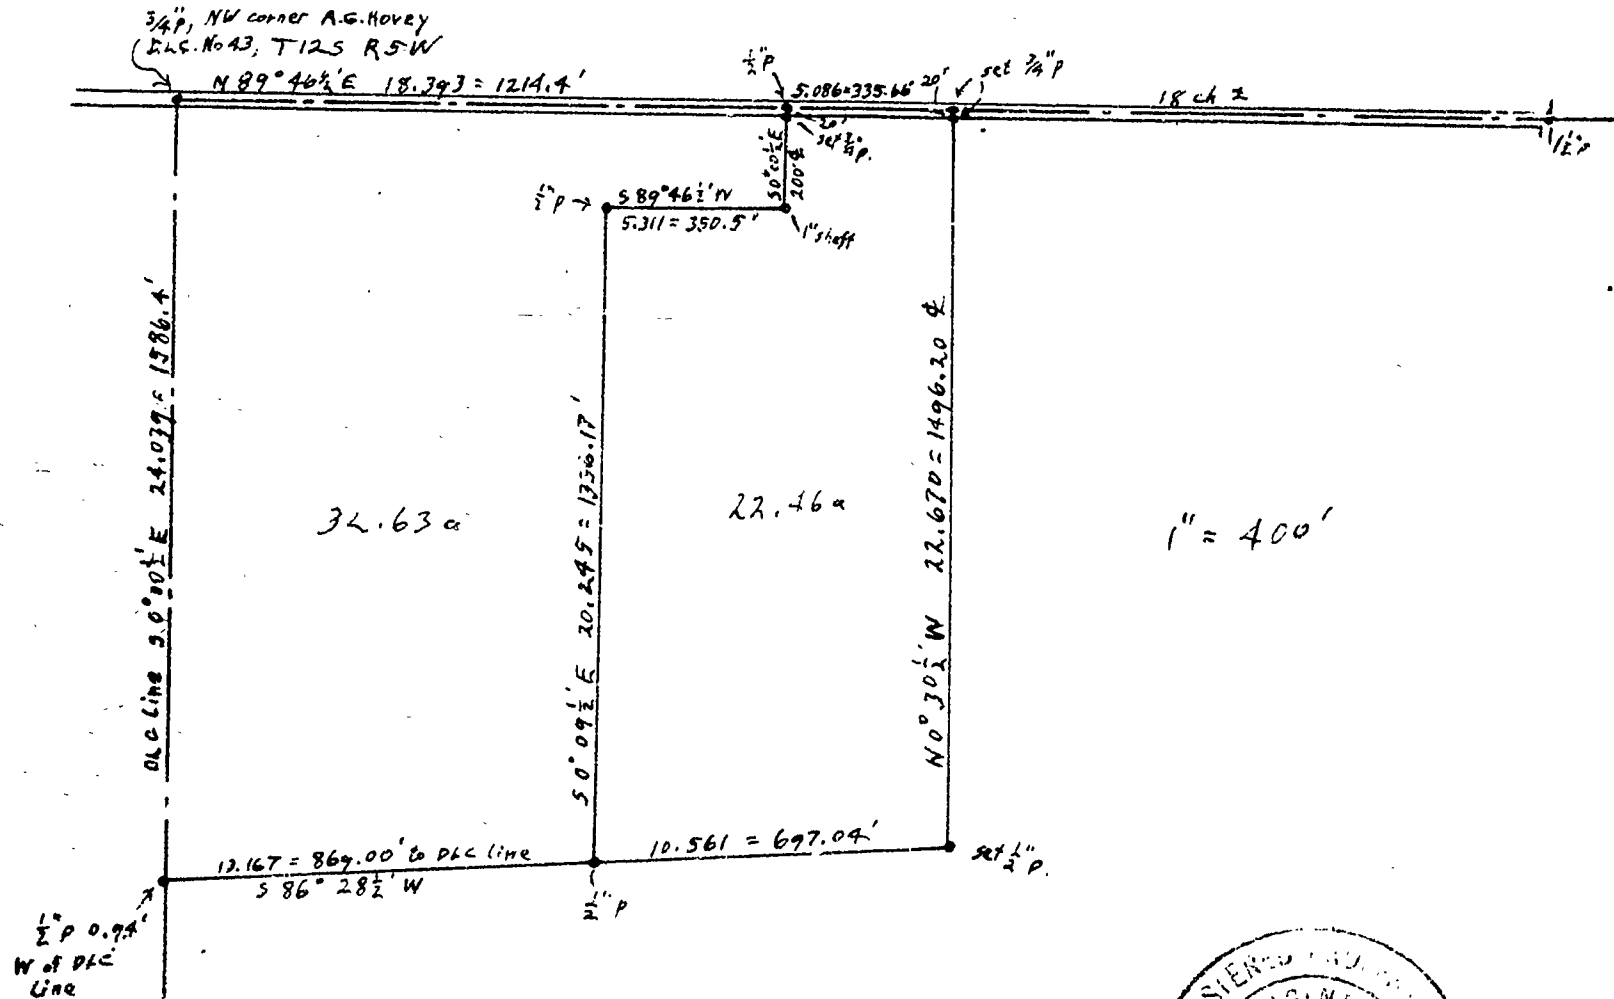 3/4"P, NW corner A.G. Hovey
D.L.C. No 43, T12S R5W
N 89° 46½' E 18.393 = 1214.4'
½"P
5.086=335.66'
20'
set ¾"P
18 ch ±
1½"P
20'
set ¾"P.
S0°00½'E
200' ¢
½"P →
S 89°46½' W
5.311 = 350.5'
1" shaft
DLC Line S.0°00½' E 24.039 = 1586.4'
S 0° 09½' E 20.245 = 1336.17'
N 0° 30½' W 22.670 = 1496.20 ¢
32.63 a
22.46 a
1" = 400'
13.167 = 869.00' to DLC line
S 86° 28½' W
10.561 = 697.04'
set ½"P.
½"P
½"P 0.94'
W of DLC
Line